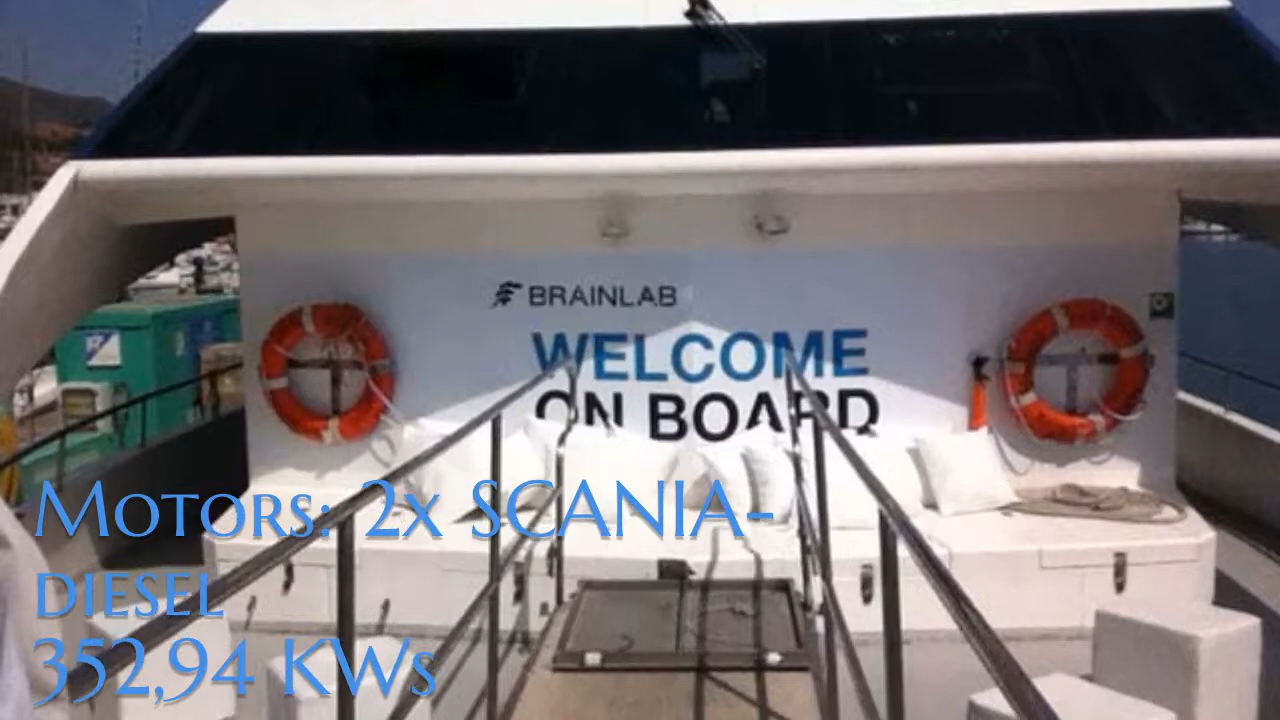 BRAINLAB
WELCOME
ON BOARD
Motors: 2x SCANIA-
diesel
352,94 KWs